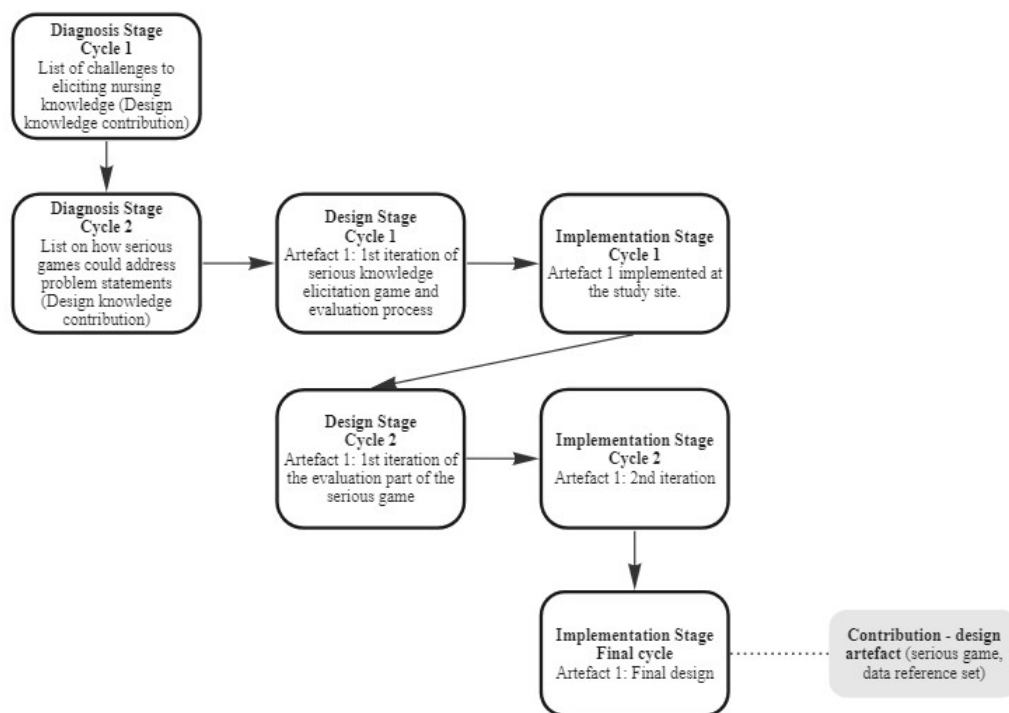 Diagnosis Stage
Cycle 1
List of challenges to
eliciting nursing
knowledge (Design
knowledge contribution)
Diagnosis Stage
Cycle 2
List on how serious
games could address
problem statements
(Design knowledge
contribution)
Design Stage
Cycle 1
Artefact 1: 1st iteration of
serious knowledge
elicitation game and
evaluation process
Implementation Stage
Cycle 1
Artefact 1 implemented at
the study site.
Design Stage
Cycle 2
Artefact 1: 1st iteration of
the evaluation part of the
serious game
Implementation Stage
Cycle 2
Artefact 1: 2nd iteration
Implementation Stage
Final cycle
Artefact 1: Final design
Contribution - design
artefact (serious game,
data reference set)